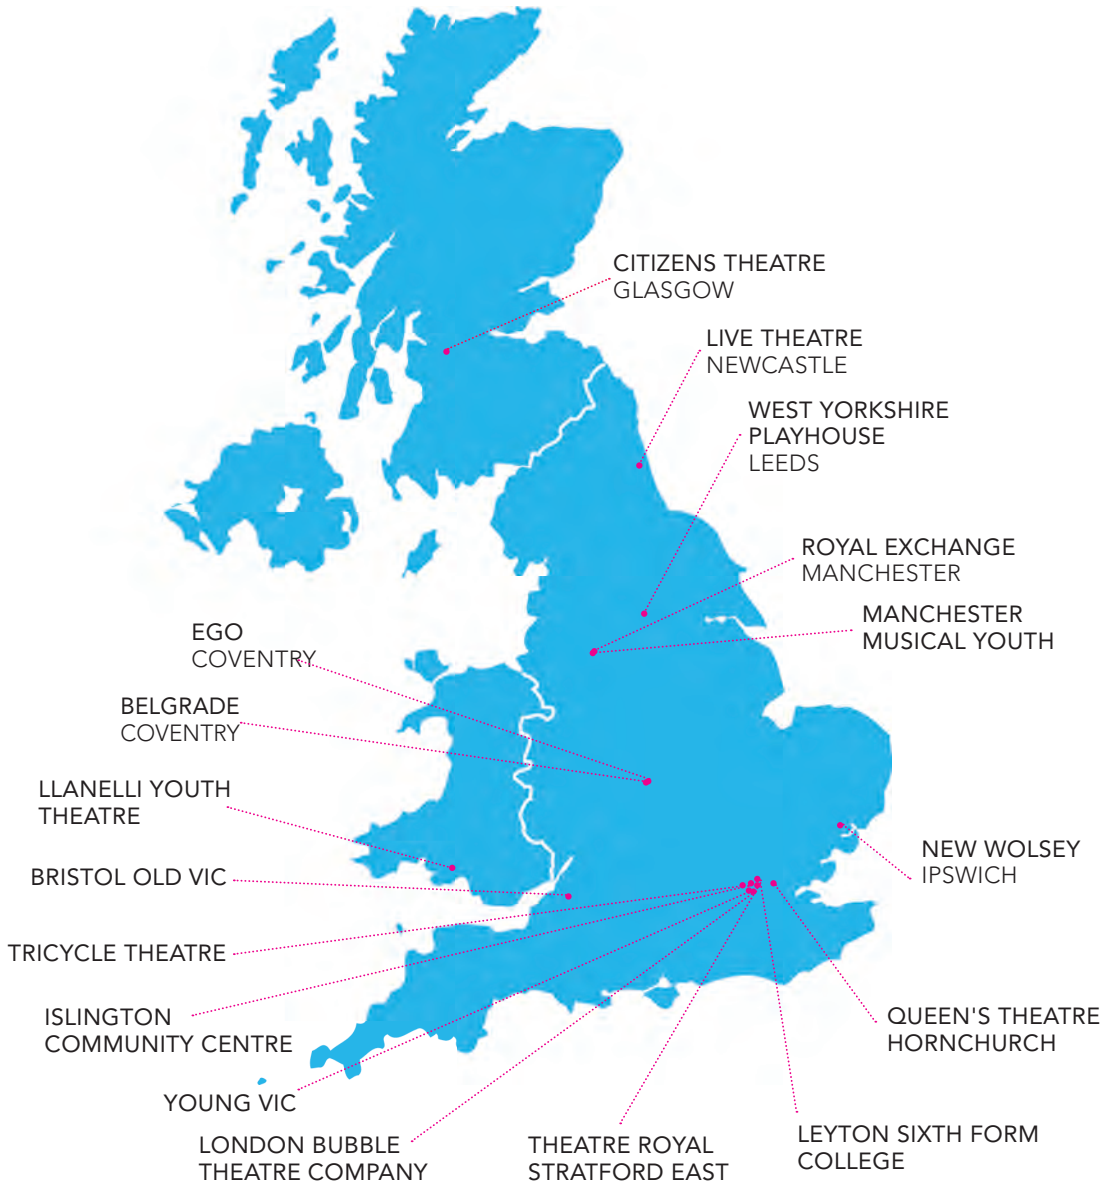 CITIZENS THEATRE
GLASGOW
LIVE THEATRE
NEWCASTLE
WEST YORKSHIRE
PLAYHOUSE
LEEDS
ROYAL EXCHANGE
MANCHESTER
MANCHESTER
MUSICAL YOUTH
EGO
COVENTRY
BELGRADE
COVENTRY
LLANELLI YOUTH
THEATRE
BRISTOL OLD VIC
NEW WOLSEY
IPSWICH
TRICYCLE THEATRE
ISLINGTON
COMMUNITY CENTRE
QUEEN'S THEATRE
HORNCHURCH
YOUNG VIC
LONDON BUBBLE
THEATRE COMPANY
THEATRE ROYAL
STRATFORD EAST
LEYTON SIXTH FORM
COLLEGE